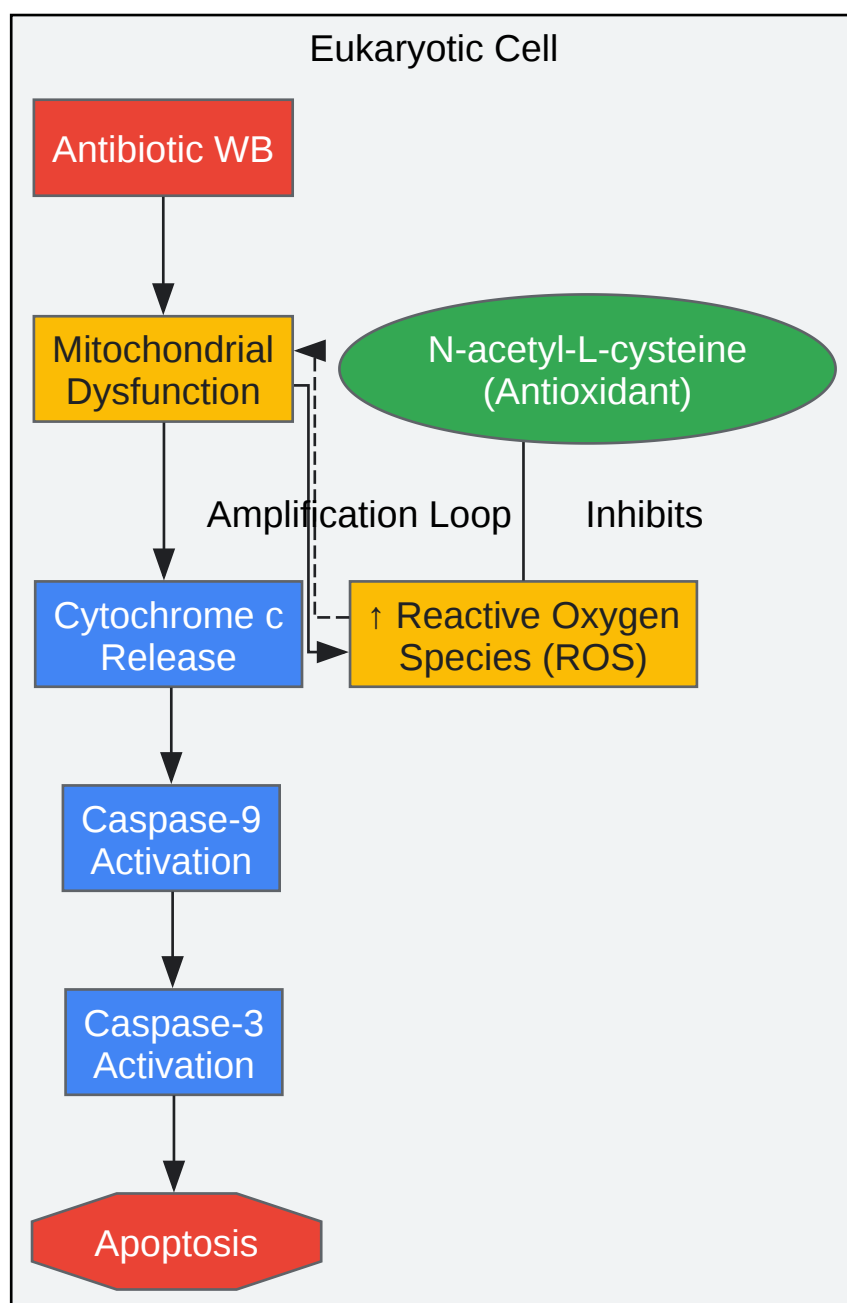 Eukaryotic Cell
Antibiotic WB
Mitochondrial
Dysfunction
N-acetyl-L-cysteine
(Antioxidant)
Amplification Loop
Inhibits
Cytochrome c
Release
↑ Reactive Oxygen
Species (ROS)
Caspase-9
Activation
Caspase-3
Activation
Apoptosis